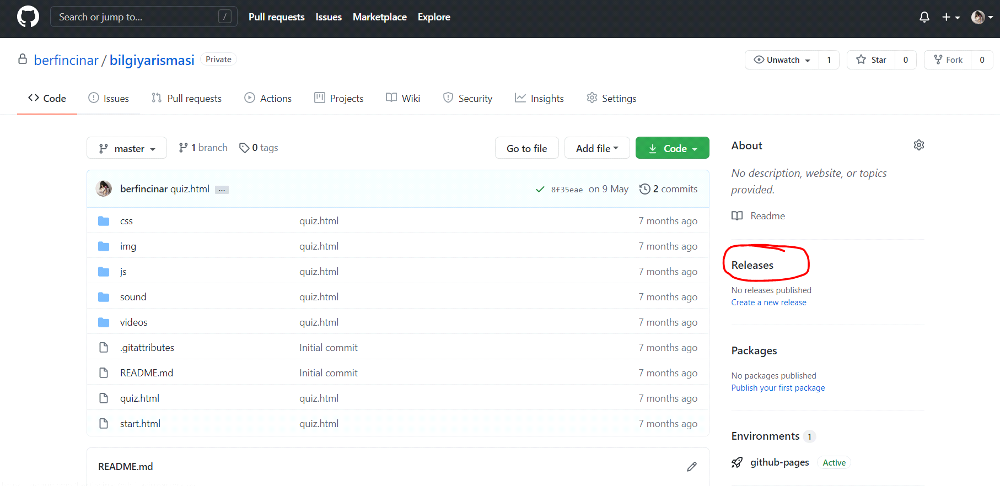 Search or jump to... /
Pull requests Issues Marketplace Explore
berfincinar / bilgiyarismasi Private
Unwatch 1 Star 0 Fork 0
Code Issues Pull requests Actions Projects Wiki Security Insights Settings
master 1 branch 0 tags Go to file Add file Code
berfincinar quiz.html ... 8f35eae on 9 May 2 commits
css quiz.html 7 months ago
img quiz.html 7 months ago
js quiz.html 7 months ago
sound quiz.html 7 months ago
videos quiz.html 7 months ago
.gitattributes Initial commit 7 months ago
README.md Initial commit 7 months ago
quiz.html quiz.html 7 months ago
start.html quiz.html 7 months ago
README.md
About
No description, website, or topics
provided.
Readme
Releases
No releases published
Create a new release
Packages
No packages published
Publish your first package
Environments 1
github-pages Active